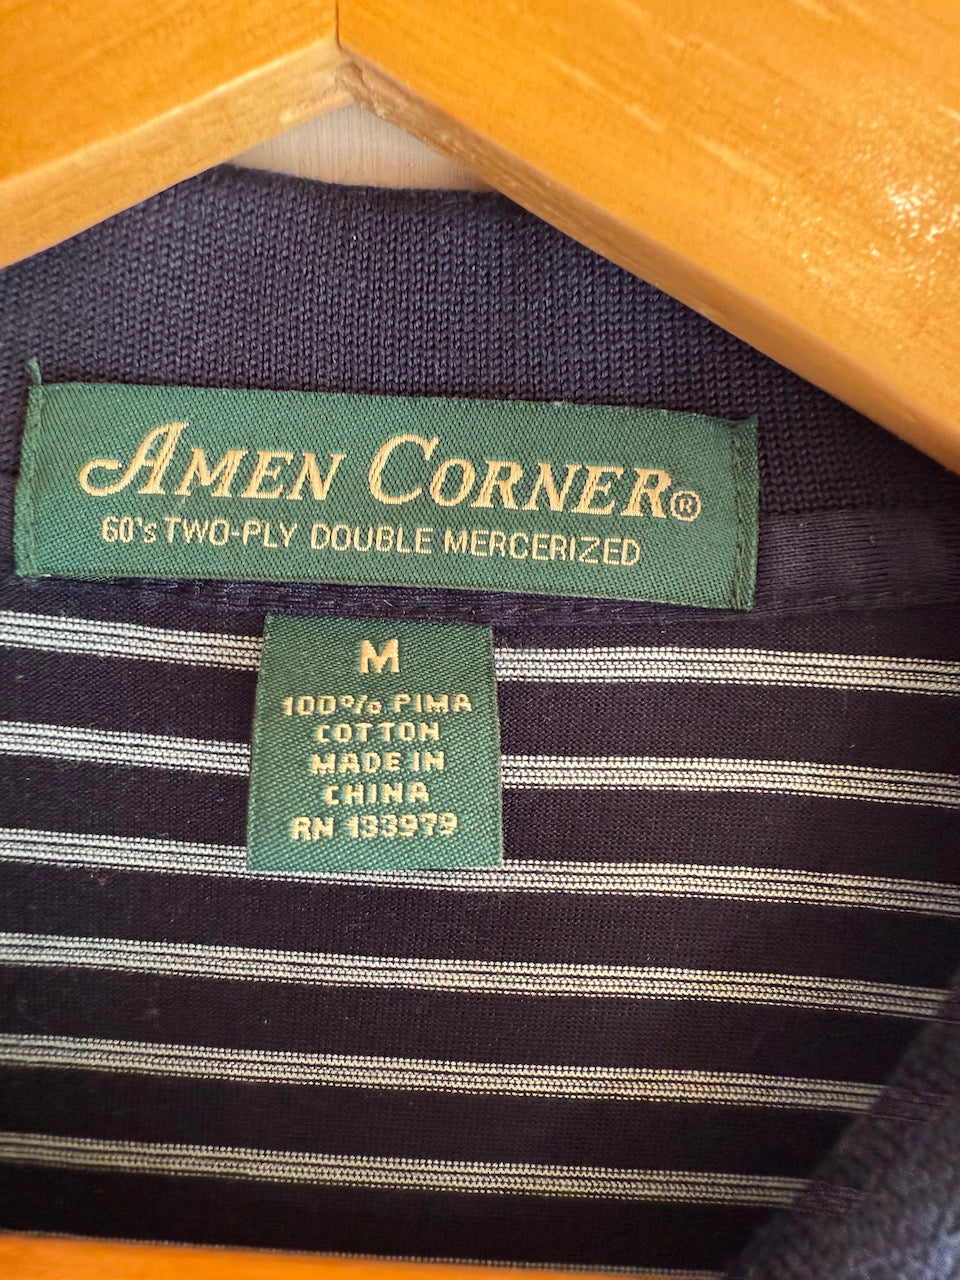 AMEN CORNER®
60's TWO-PLY DOUBLE MERCERIZED
M
100% PIMA
COTTON
MADE IN
CHINA
RN 133979